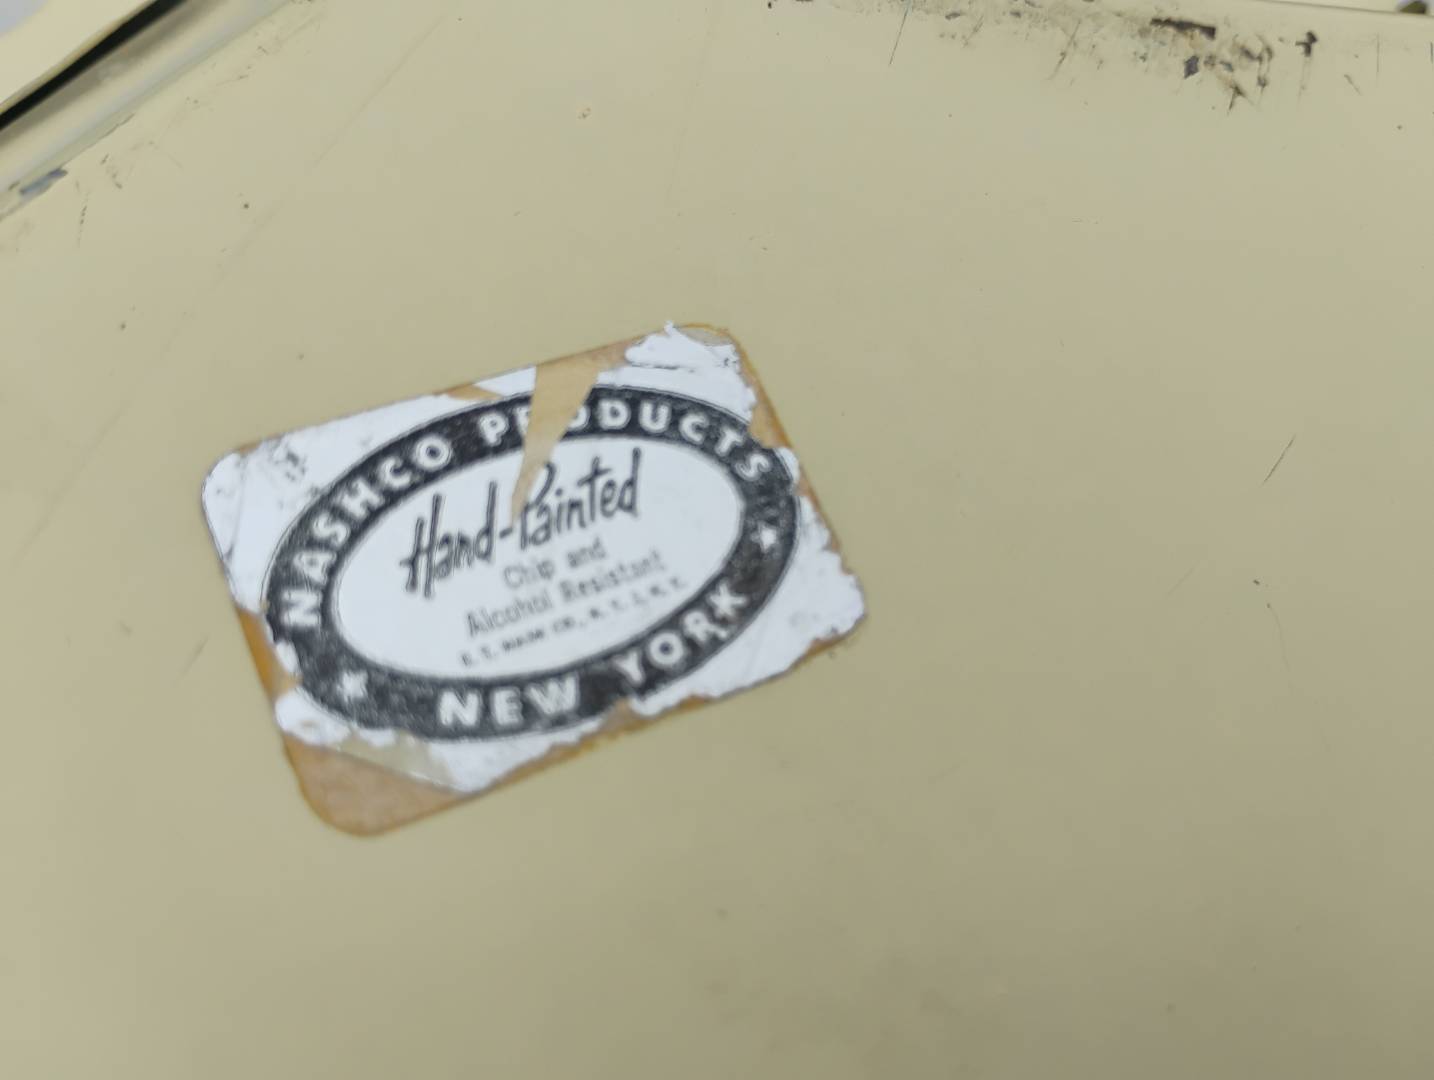 NASHCO PRODUCTS
Hand-Painted
Chip and
Alcohol Resistant
NEW YORK